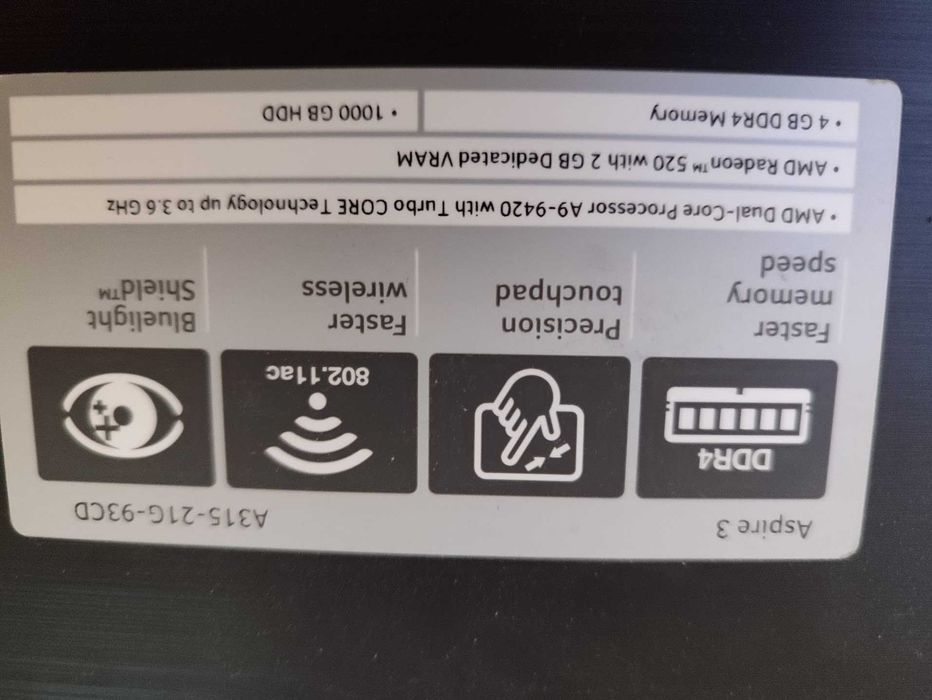 Aspire 3
A315-21G-93CD
DDR4
802.11ac
Faster
memory
speed
Precision
touchpad
Faster
wireless
Bluelight
Shield™
• AMD Dual-Core Processor A9-9420 with Turbo CORE Technology up to 3.6 GHz
• AMD Radeon™ 520 with 2 GB Dedicated VRAM
• 4 GB DDR4 Memory
• 1000 GB HDD